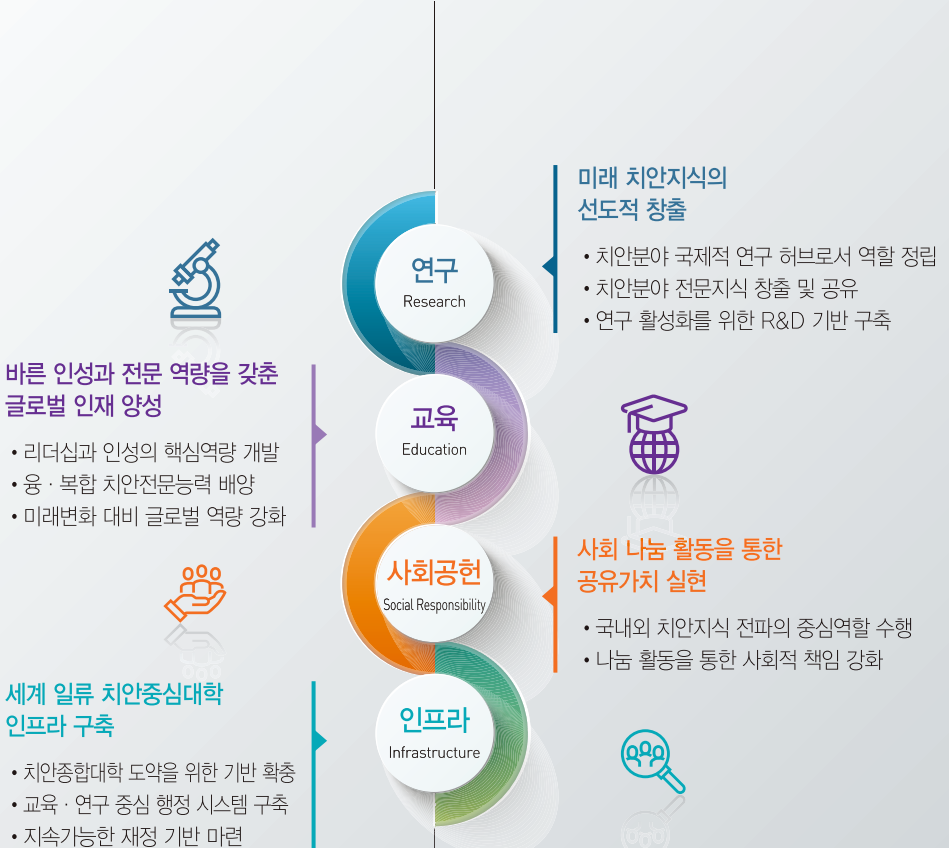 연구
Research
미래 치안지식의
선도적 창출
• 치안분야 국제적 연구 허브로서 역할 정립
• 치안분야 전문지식 창출 및 공유
• 연구 활성화를 위한 R&D 기반 구축
교육
Education
바른 인성과 전문 역량을 갖춘
글로벌 인재 양성
• 리더십과 인성의 핵심역량 개발
• 융 · 복합 치안전문능력 배양
• 미래변화 대비 글로벌 역량 강화
사회공헌
Social Responsibility
사회 나눔 활동을 통한
공유가치 실현
• 국내외 치안지식 전파의 중심역할 수행
• 나눔 활동을 통한 사회적 책임 강화
인프라
Infrastructure
세계 일류 치안중심대학
인프라 구축
• 치안종합대학 도약을 위한 기반 확충
• 교육 · 연구 중심 행정 시스템 구축
• 지속가능한 재정 기반 마련